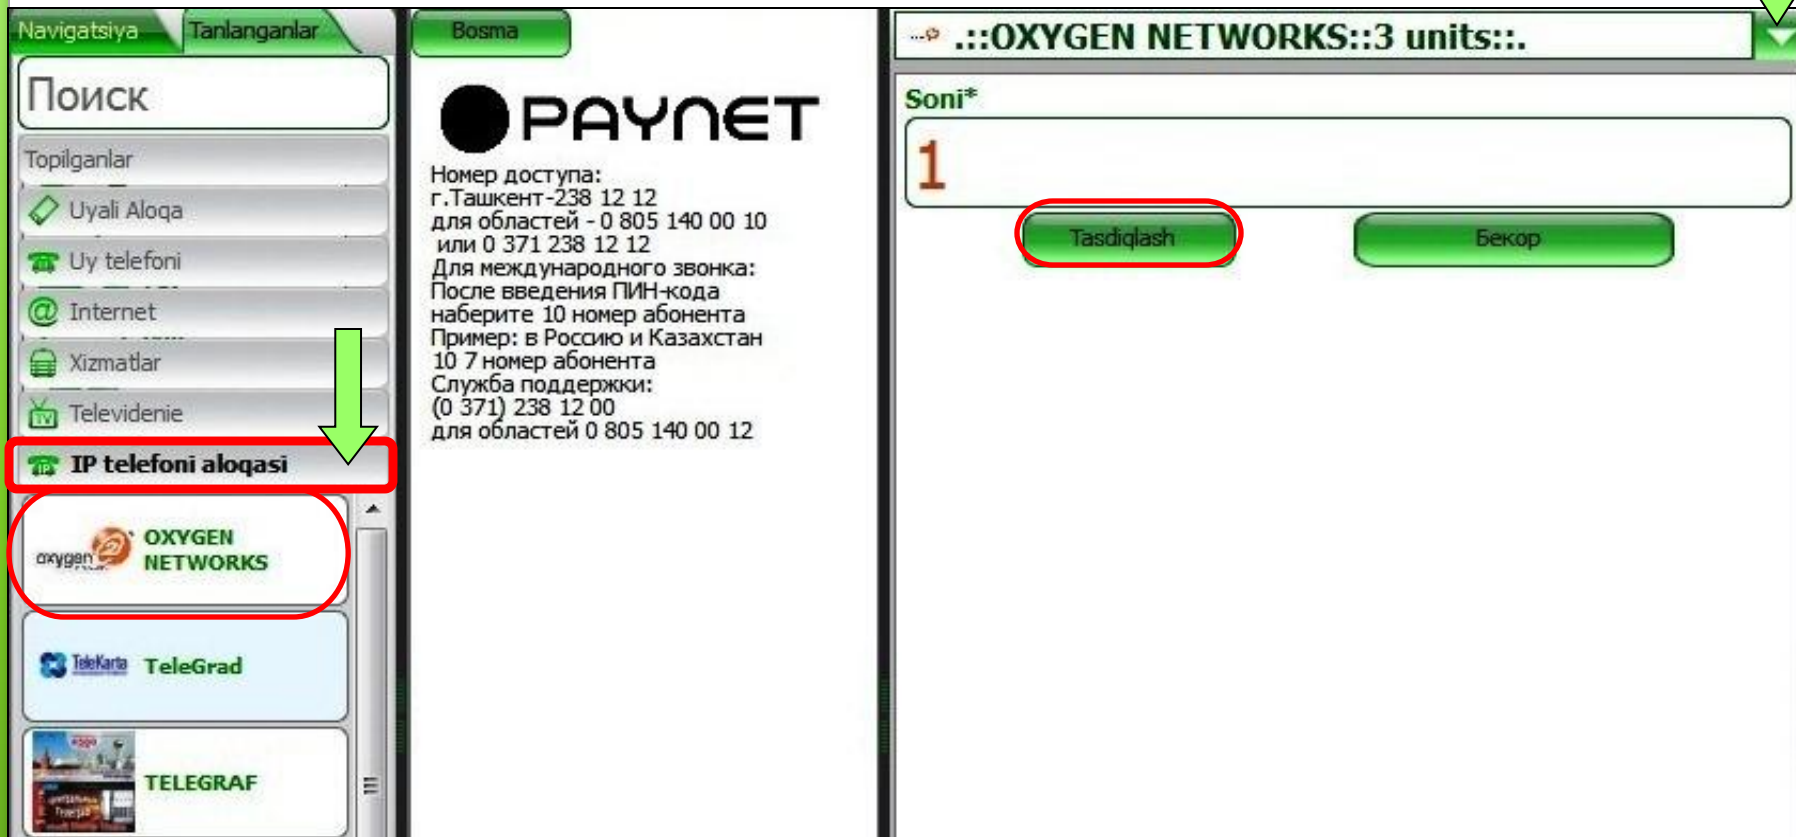 Navigatsiya
Tanlanganlar
Поиск
Topilganlar
Uyali Aloqa
Uy telefoni
@ Internet
Xizmatlar
TV Televidenie
IP IP telefoni aloqasi
oxygen OXYGEN
NETWORKS
TeleKarta TeleGrad
TELEGRAF
Bosma
PAYNET
Номер доступа:
г.Ташкент-238 12 12
для областей - 0 805 140 00 10
или 0 371 238 12 12
Для международного звонка:
После введения ПИН-кода
наберите 10 номер абонента
Пример: в Россию и Казахстан
10 7 номер абонента
Служба поддержки:
(0 371) 238 12 00
для областей 0 805 140 00 12
.::OXYGEN NETWORKS::3 units::.
Soni*
1
Tasdiqlash
Бекор